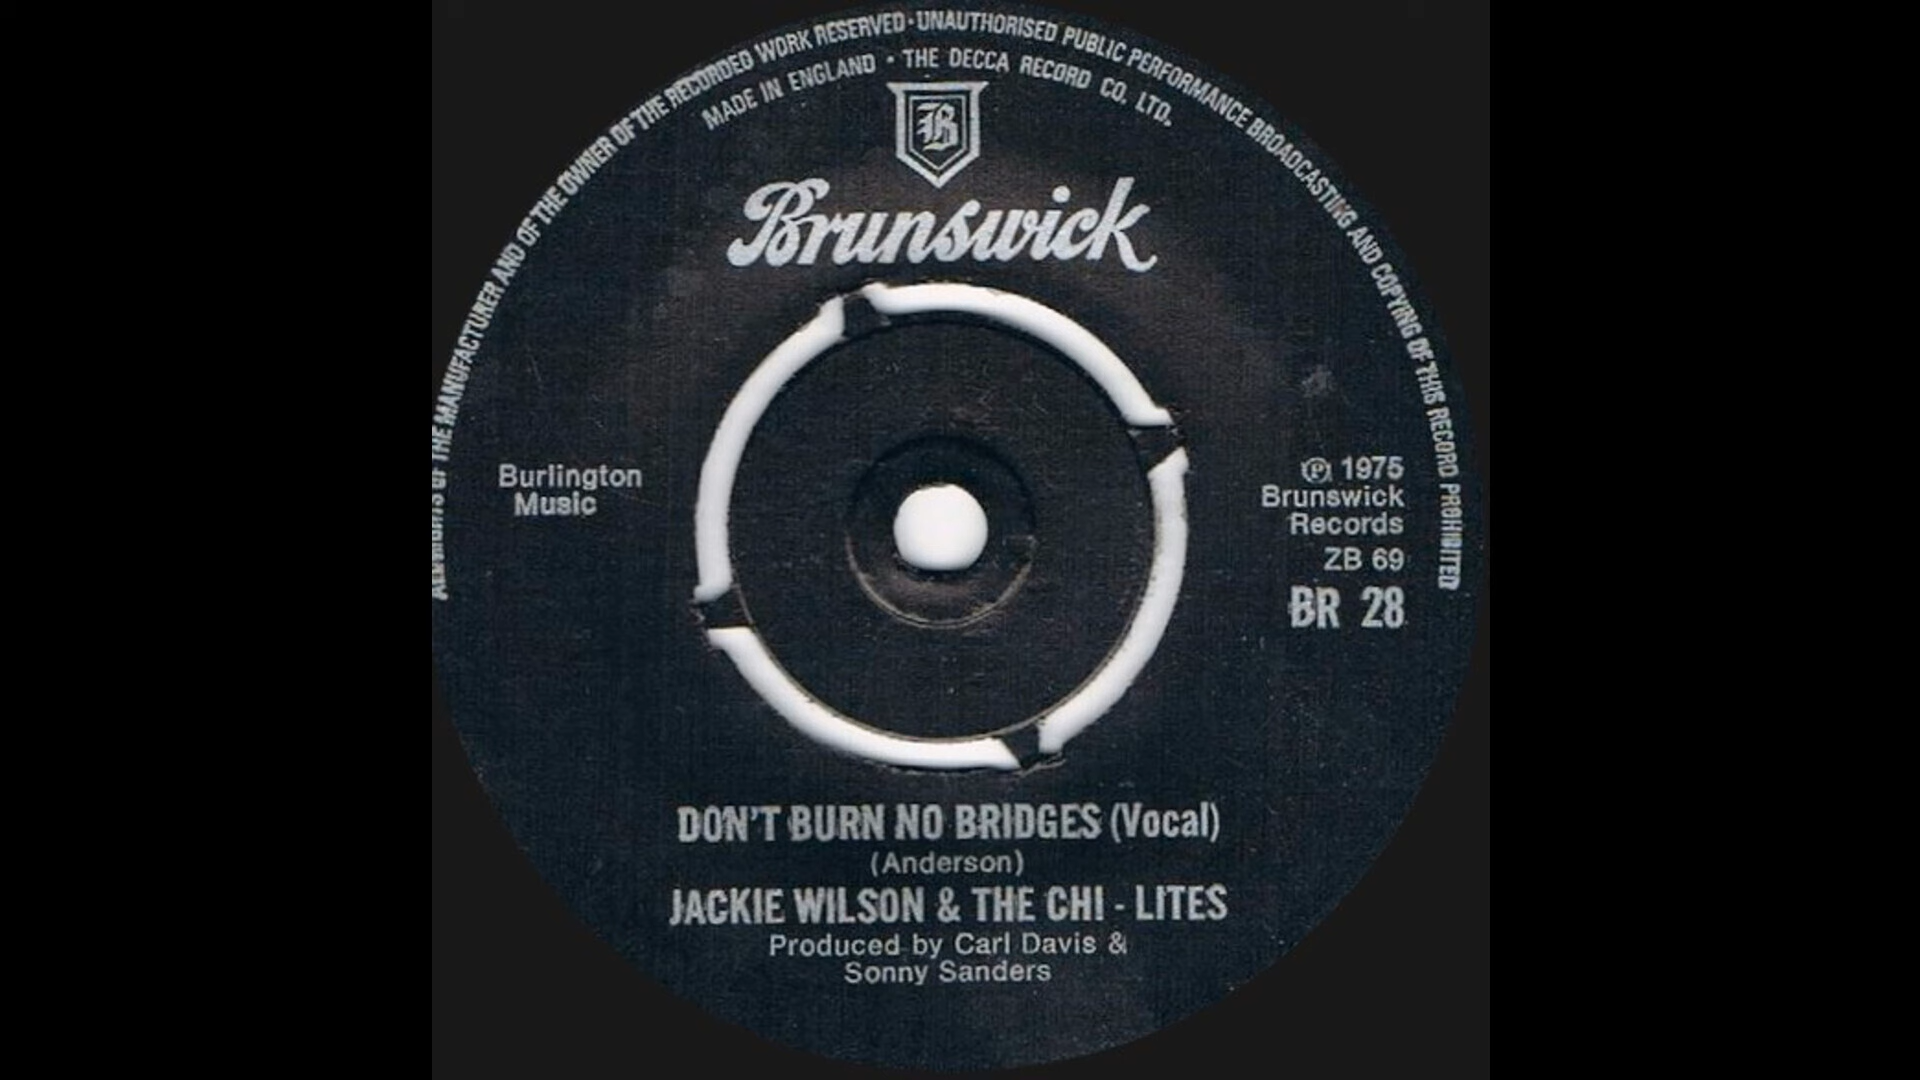 ALL RIGHTS OF THE MANUFACTURER AND OF THE OWNER OF THE RECORDED WORK RESERVED · UNAUTHORISED PUBLIC PERFORMANCE BROADCASTING AND COPYING OF THIS RECORD PROHIBITED
MADE IN ENGLAND · THE DECCA RECORD CO. LTD.
B
Brunswick
Burlington
Music
Ⓟ 1975
Brunswick
Records
ZB 69
BR 28
DON'T BURN NO BRIDGES (Vocal)
(Anderson)
JACKIE WILSON & THE CHI - LITES
Produced by Carl Davis &
Sonny Sanders